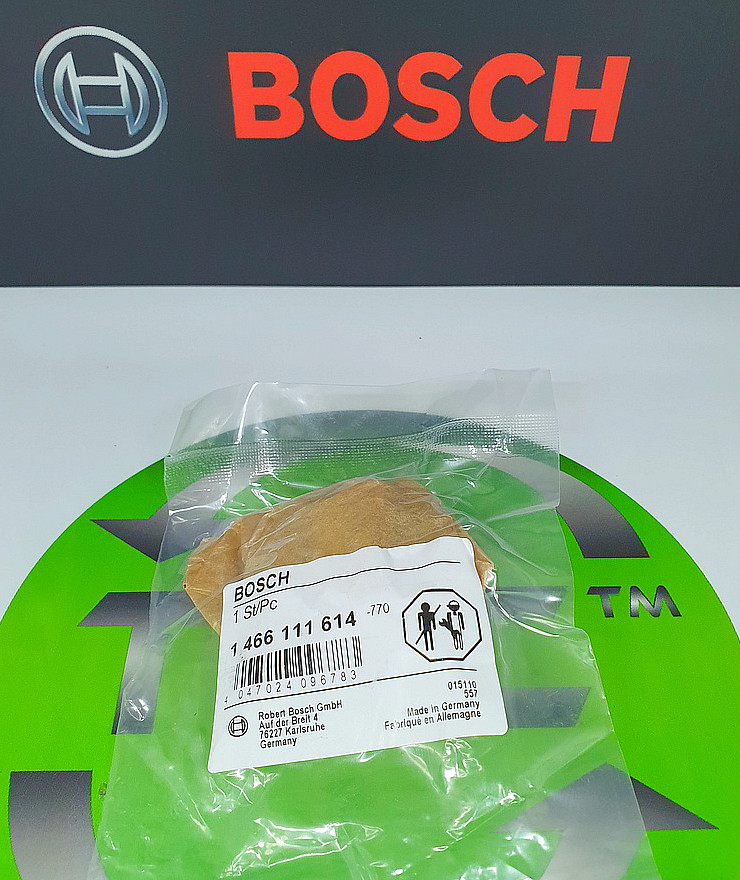 BOSCH
TM
BOSCH
1 St/Pc
1 466 111 614 -770
4 047024 096783
Robert Bosch GmbH
Auf der Breit 4
76227 Karlsruhe
Germany
015110
557
Made in Germany
Fabriqué en Allemagne